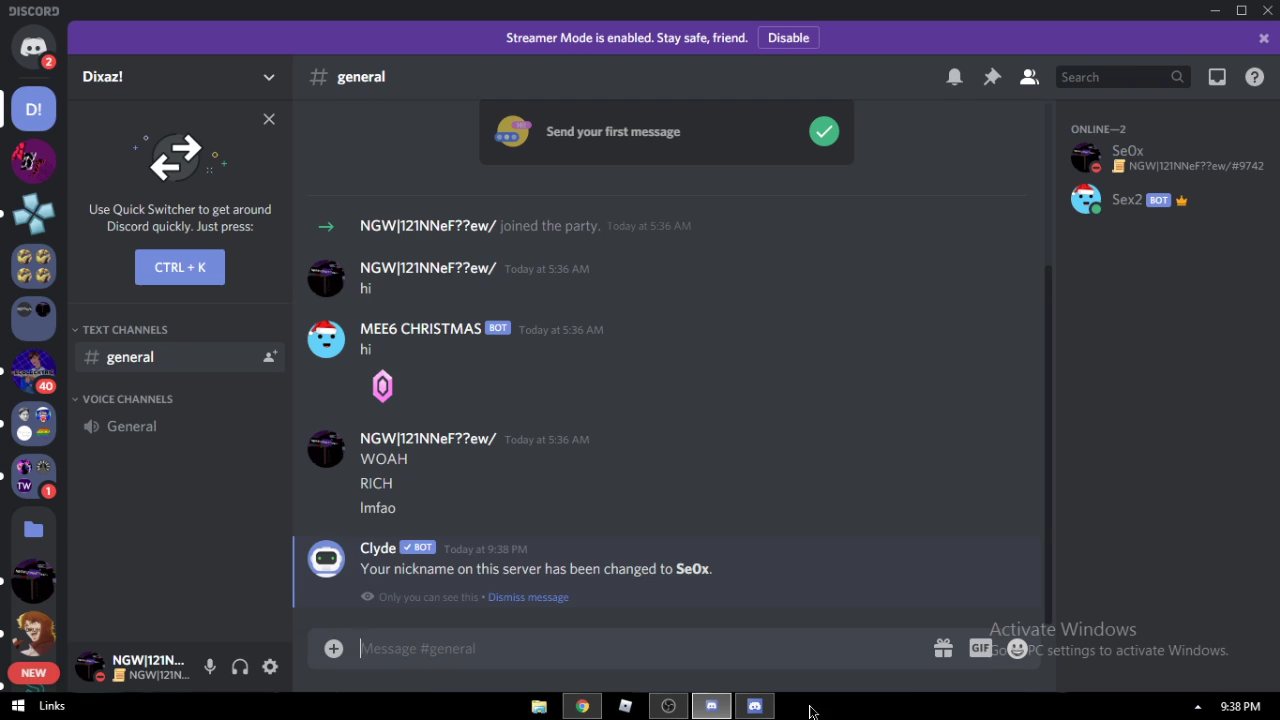 DISCORD
Streamer Mode is enabled. Stay safe, friend.
Disable
2
D!
40
TW
1
NEW
Dixaz!
Use Quick Switcher to get around
Discord quickly. Just press:
CTRL + K
TEXT CHANNELS
# general
VOICE CHANNELS
General
NGW|121N...
NGW|121N...
# general
Search
Send your first message
NGW|121NNeF??ew/ joined the party. Today at 5:36 AM
NGW|121NNeF??ew/ Today at 5:36 AM
hi
MEE6 CHRISTMAS BOT Today at 5:36 AM
hi
NGW|121NNeF??ew/ Today at 5:36 AM
WOAH
RICH
lmfao
Clyde BOT Today at 9:38 PM
Your nickname on this server has been changed to Se0x.
Only you can see this • Dismiss message
Message #general
GIF
ONLINE—2
Se0x
NGW|121NNeF??ew/#9742
Sex2 BOT
Activate Windows
PC settings to activate Windows.
Links
9:38 PM